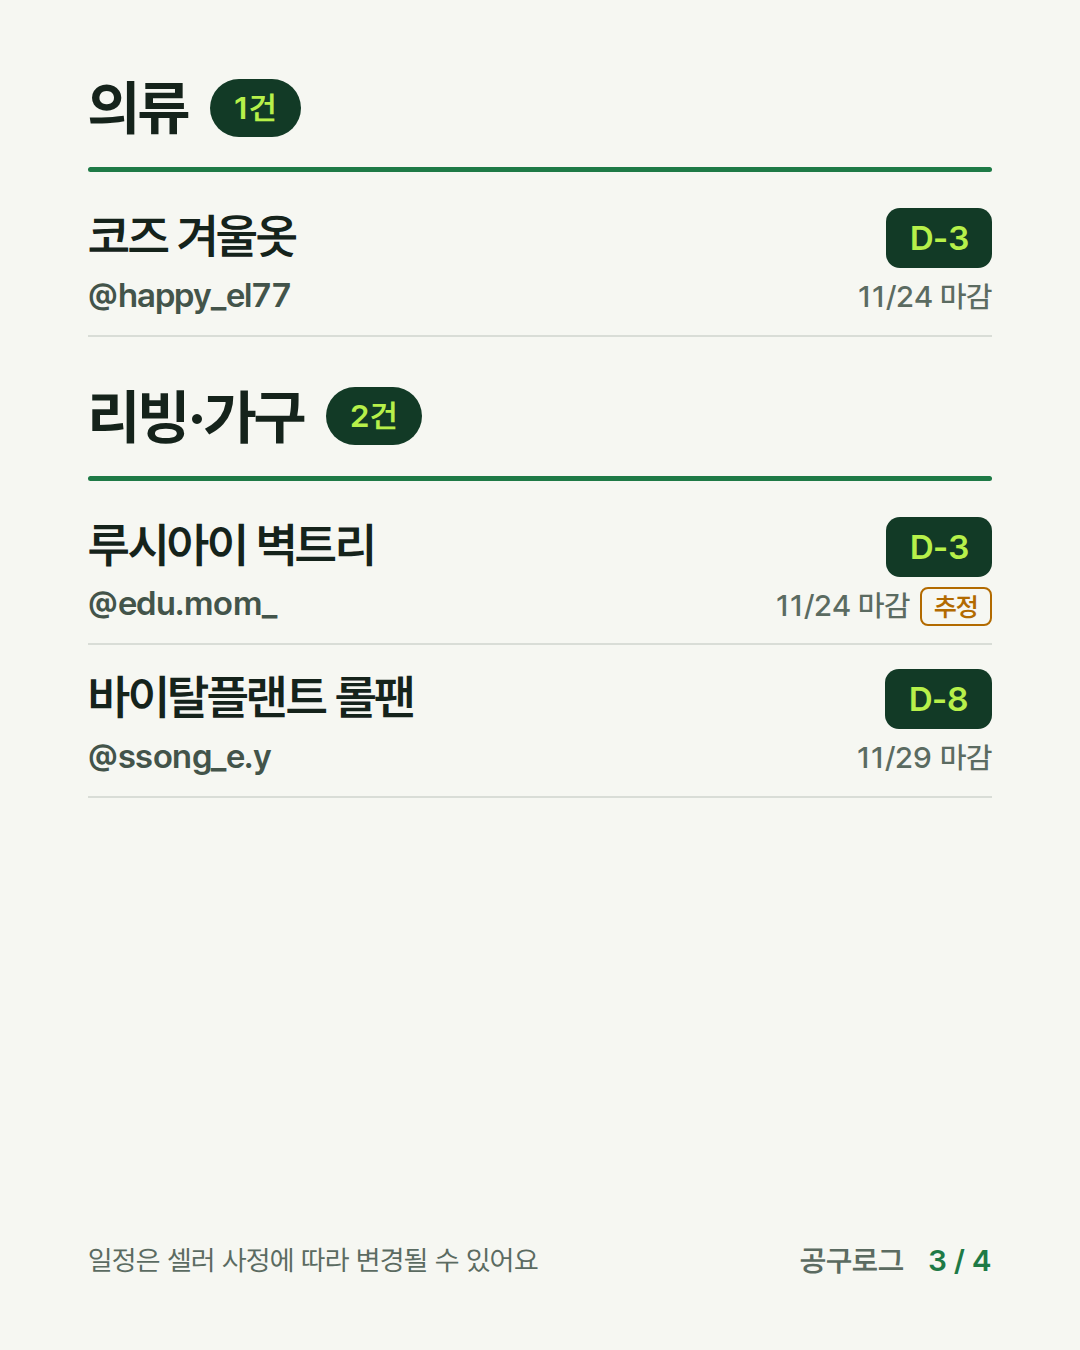 의류 1건
코즈 겨울옷 D-3
@happy_el77 11/24 마감
리빙·가구 2건
루시아이 벽트리 D-3
@edu.mom_ 11/24 마감 추정
바이탈플랜트 롤팬 D-8
@ssong_e.y 11/29 마감
일정은 셀러 사정에 따라 변경될 수 있어요 공구로그 3 / 4